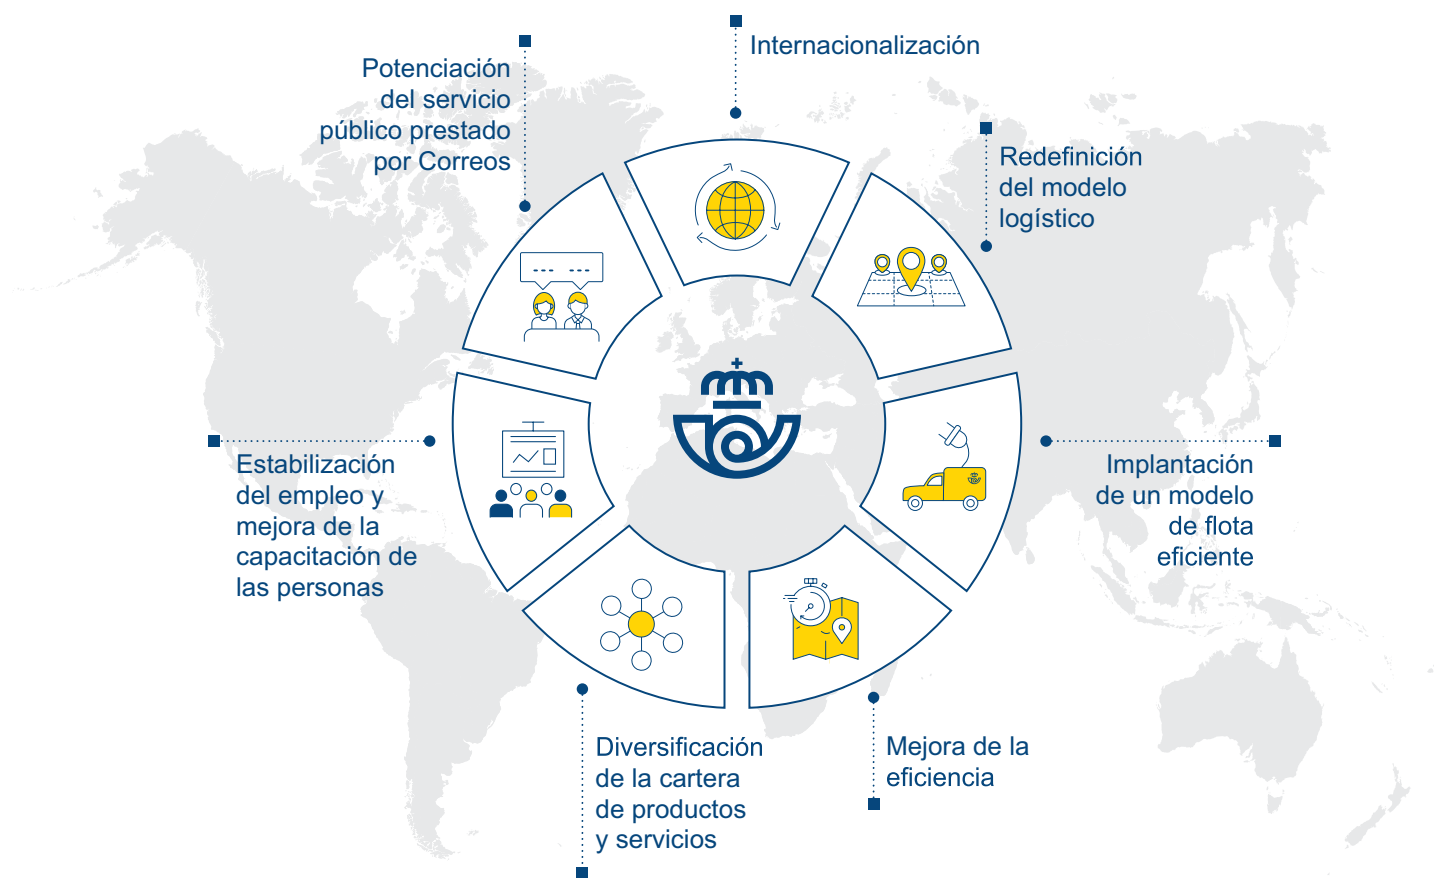 Internacionalización
Potenciación
del servicio
público prestado
por Correos
Redefinición
del modelo
logístico
Estabilización
del empleo y
mejora de la
capacitación de
las personas
Implantación
de un modelo
de flota
eficiente
Diversificación
de la cartera
de productos
y servicios
Mejora de la
eficiencia